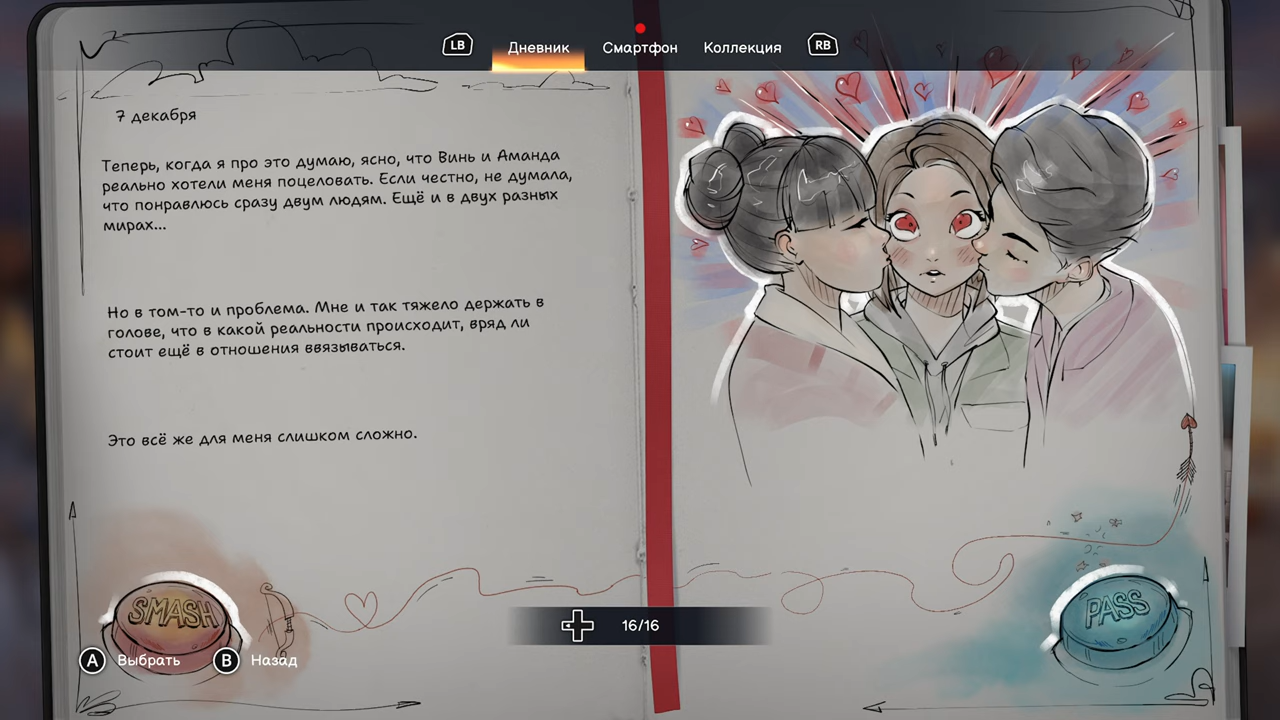 LB Дневник Смартфон Коллекция RB
7 декабря
Теперь, когда я про это думаю, ясно, что Винь и Аманда
реально хотели меня поцеловать. Если честно, не думала,
что понравлюсь сразу двум людям. Ещё и в двух разных
мирах...
Но в том-то и проблема. Мне и так тяжело держать в
голове, что в какой реальности происходит, вряд ли
стоит ещё в отношения ввязываться.
Это всё же для меня слишком сложно.
SMASH
PASS
16/16
A Выбрать B Назад